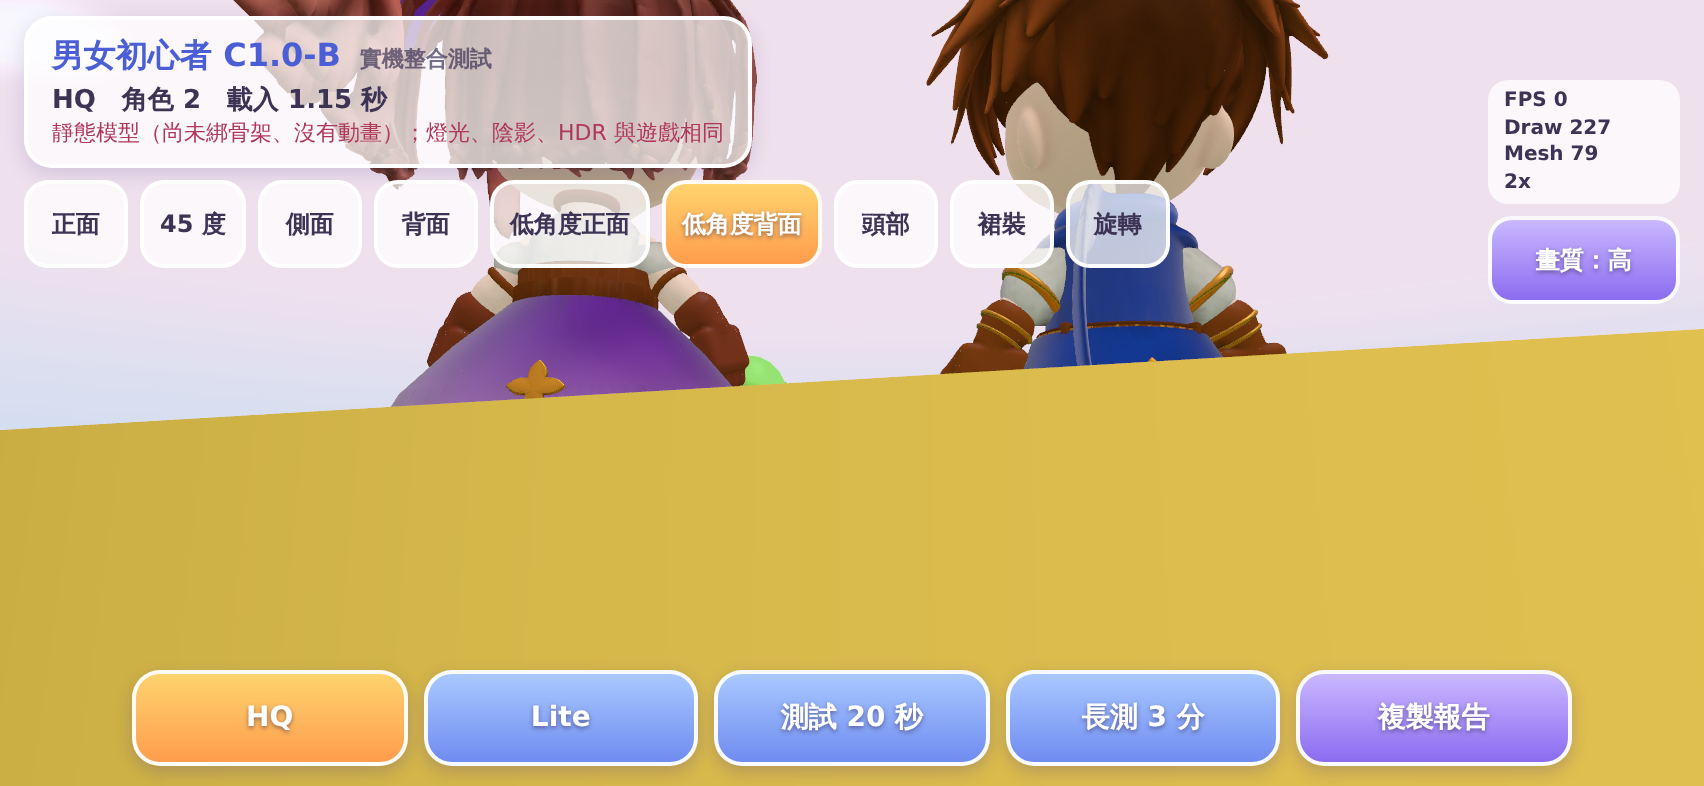 男女初心者 C1.0-B 實機整合測試
HQ 角色 2 載入 1.15 秒
靜態模型（尚未綁骨架、沒有動畫）；燈光、陰影、HDR 與遊戲相同
FPS 0
Draw 227
Mesh 79
2x
正面 45 度 側面 背面 低角度正面 低角度背面 頭部 裙裝 旋轉
畫質：高
HQ Lite 測試 20 秒 長測 3 分 複製報告